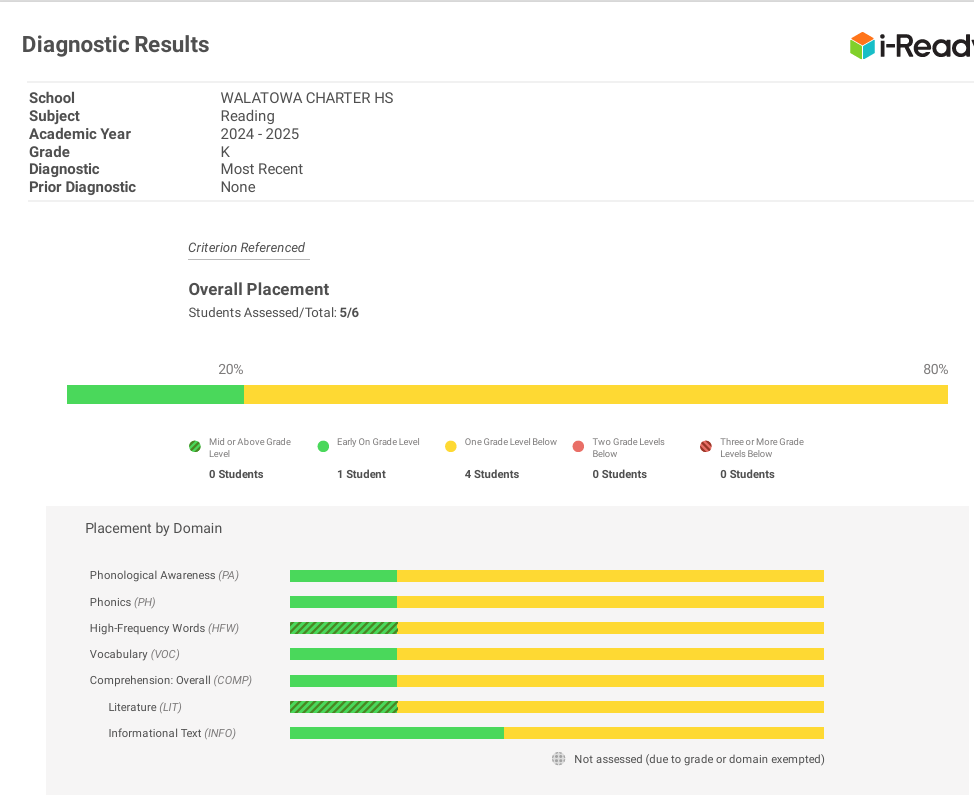 Diagnostic Results
i-Ready
School WALATOWA CHARTER HS
Subject Reading
Academic Year 2024 - 2025
Grade K
Diagnostic Most Recent
Prior Diagnostic None
Criterion Referenced
Overall Placement
Students Assessed/Total: 5/6
20% 80%
Mid or Above Grade Level
0 Students
Early On Grade Level
1 Student
One Grade Level Below
4 Students
Two Grade Levels Below
0 Students
Three or More Grade Levels Below
0 Students
Placement by Domain
Phonological Awareness (PA)
Phonics (PH)
High-Frequency Words (HFW)
Vocabulary (VOC)
Comprehension: Overall (COMP)
Literature (LIT)
Informational Text (INFO)
Not assessed (due to grade or domain exempted)